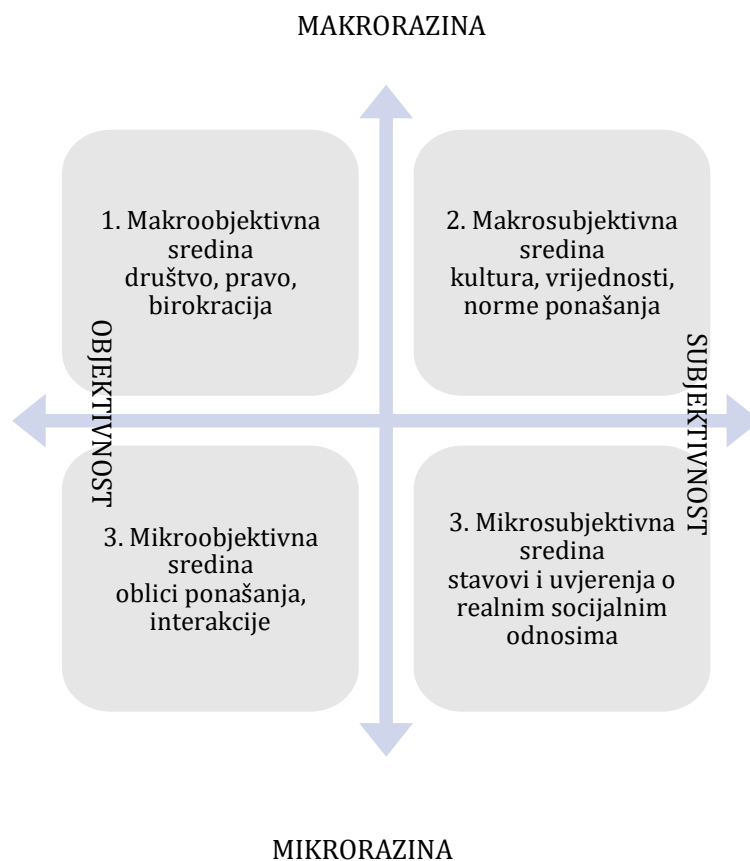 MAKRORAZINA
1. Makroobjektivna
sredina
društvo, pravo,
birokracija
2. Makrosubjektivna
sredina
kultura, vrijednosti,
norme ponašanja
OBJEKTIVNOST
SUBJEKTIVNOST
3. Mikroobjektivna
sredina
oblici ponašanja,
interakcije
3. Mikrosubjektivna
sredina
stavovi i uvjerenja o
realnim socijalnim
odnosima
MIKRORAZINA